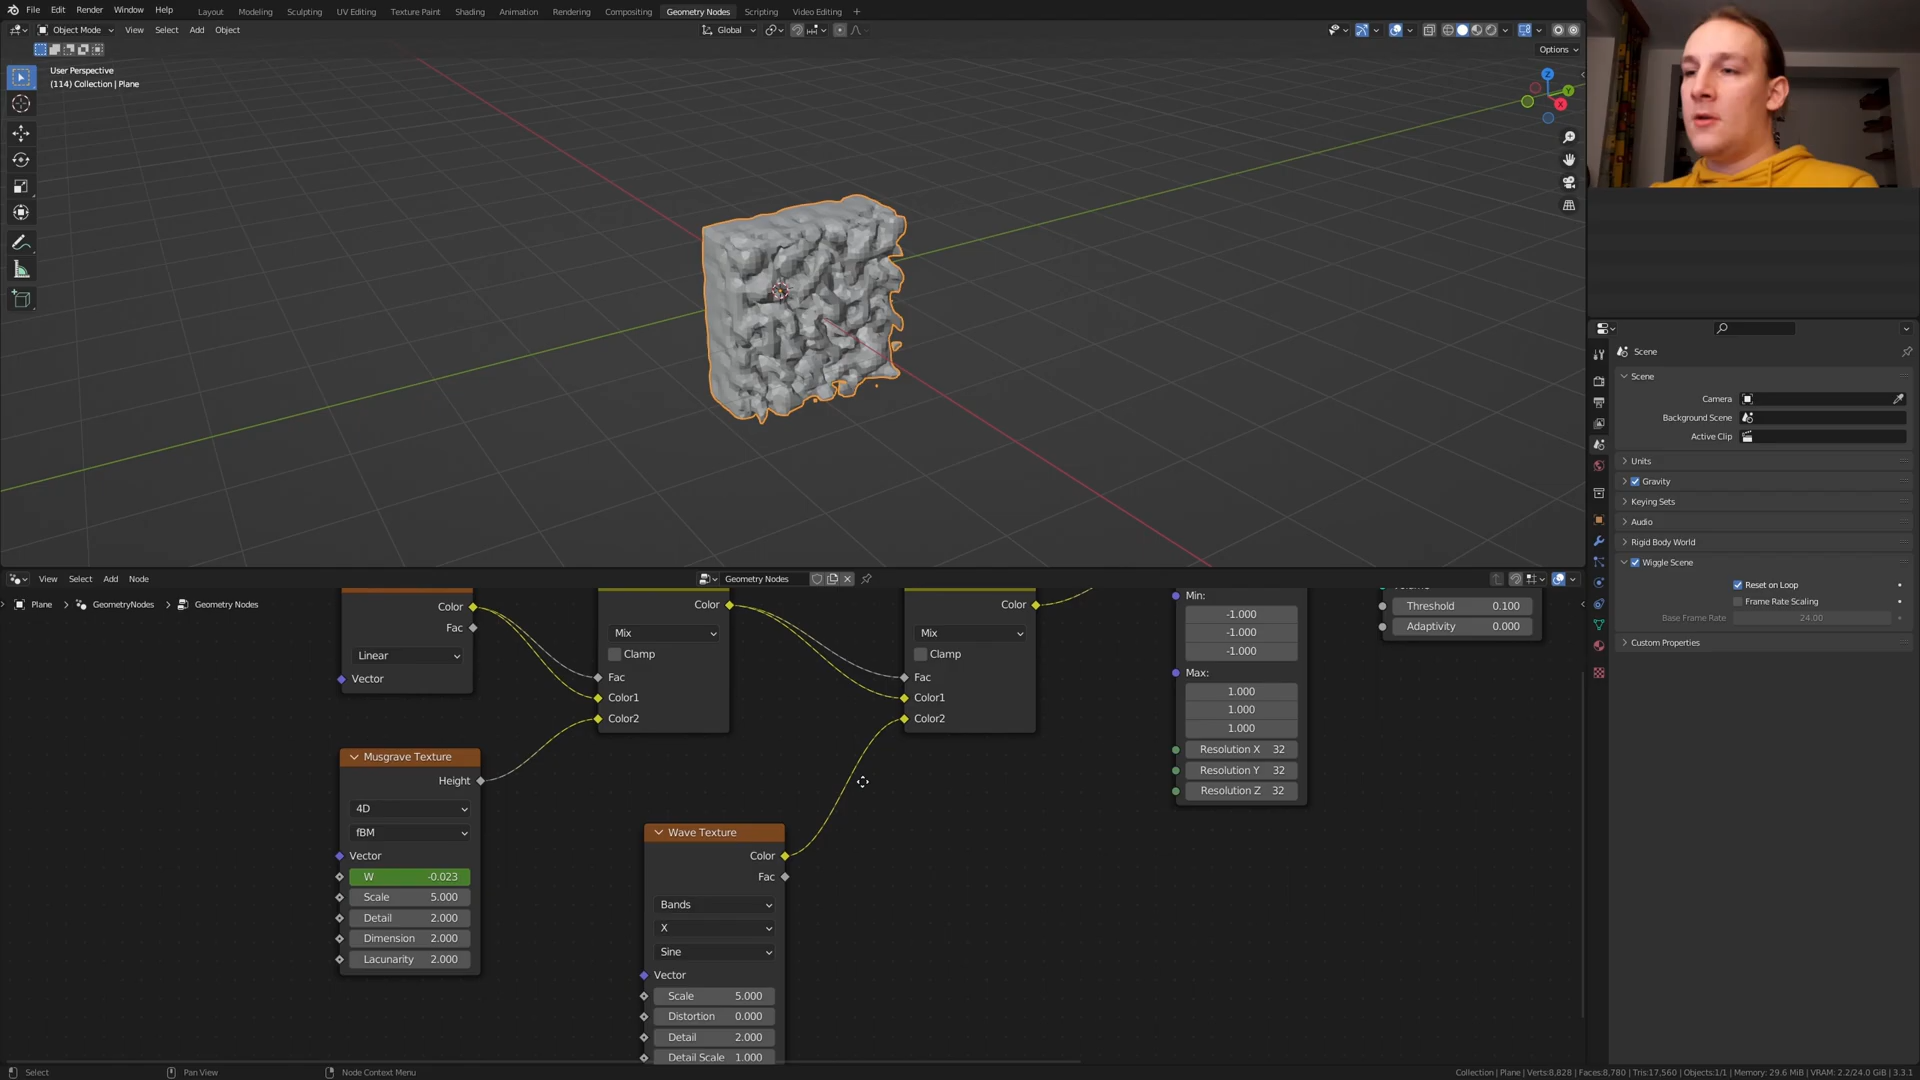 File Edit Render Window Help Layout Modeling Sculpting UV Editing Texture Paint Shading Animation Rendering Compositing Geometry Nodes Scripting Video Editing +
Object Mode View Select Add Object Global
Options
User Perspective
(114) Collection | Plane
Z
Y
X
Scene
Scene
Camera
Background Scene
Active Clip
Units
Gravity
Keying Sets
Audio
Rigid Body World
Wiggle Scene
Reset on Loop
Frame Rate Scaling
Base Frame Rate 24.00
Custom Properties
View Select Add Node Geometry Nodes
Plane GeometryNodes Geometry Nodes
Color
Fac
Linear
Vector
Color
Mix
Clamp
Fac
Color1
Color2
Color
Mix
Clamp
Fac
Color1
Color2
Min:
-1.000
-1.000
-1.000
Max:
1.000
1.000
1.000
Resolution X 32
Resolution Y 32
Resolution Z 32
Threshold 0.100
Adaptivity 0.000
Musgrave Texture
Height
4D
fBM
Vector
W -0.023
Scale 5.000
Detail 2.000
Dimension 2.000
Lacunarity 2.000
Wave Texture
Color
Fac
Bands
X
Sine
Vector
Scale 5.000
Distortion 0.000
Detail 2.000
Detail Scale 1.000
Select Pan View Node Context Menu Collection | Plane | Verts:8,828 | Faces:8,780 | Tris:17,560 | Objects:1/1 | Memory: 29.6 MiB | VRAM: 2.2/24.0 GiB | 3.3.1